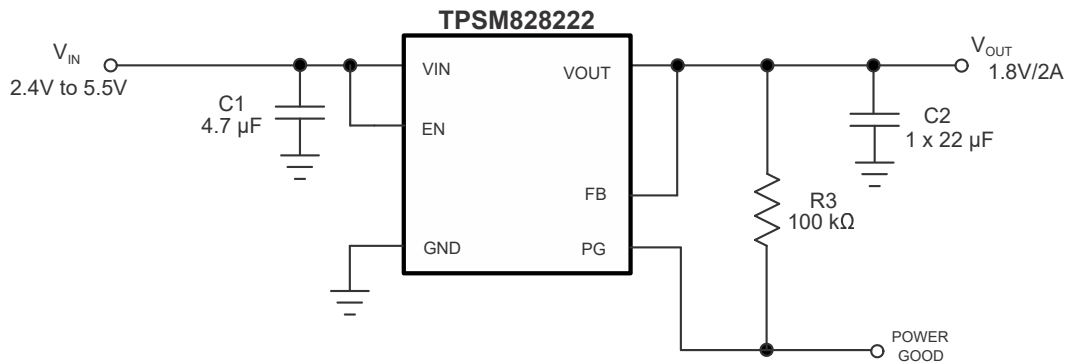 TPSM828222
V_IN
2.4V to 5.5V
C1
4.7 µF
VIN
EN
GND
VOUT
FB
PG
R3
100 kΩ
C2
1 x 22 µF
V_OUT
1.8V/2A
POWER
GOOD